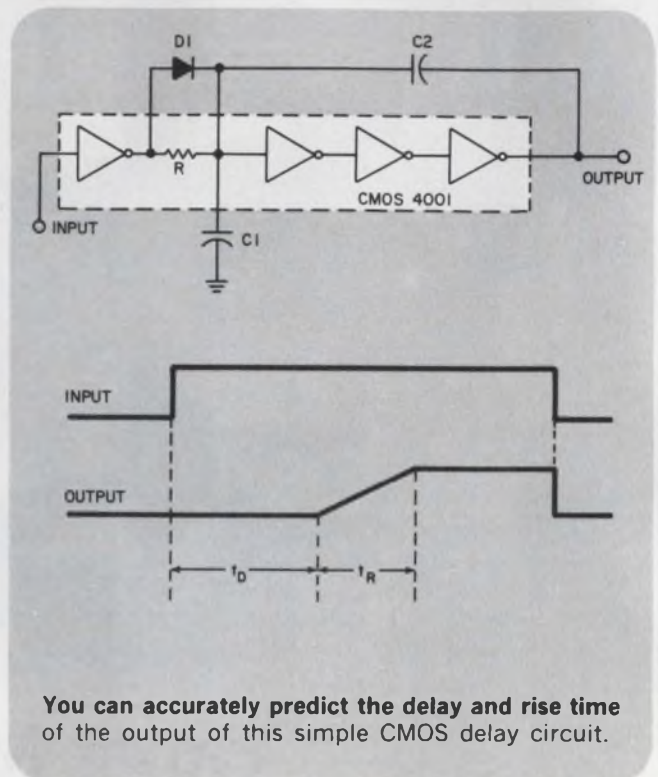 D1
C2
R
CMOS 4001
OUTPUT
INPUT
C1
INPUT
OUTPUT
tD
tR
You can accurately predict the delay and rise time
of the output of this simple CMOS delay circuit.